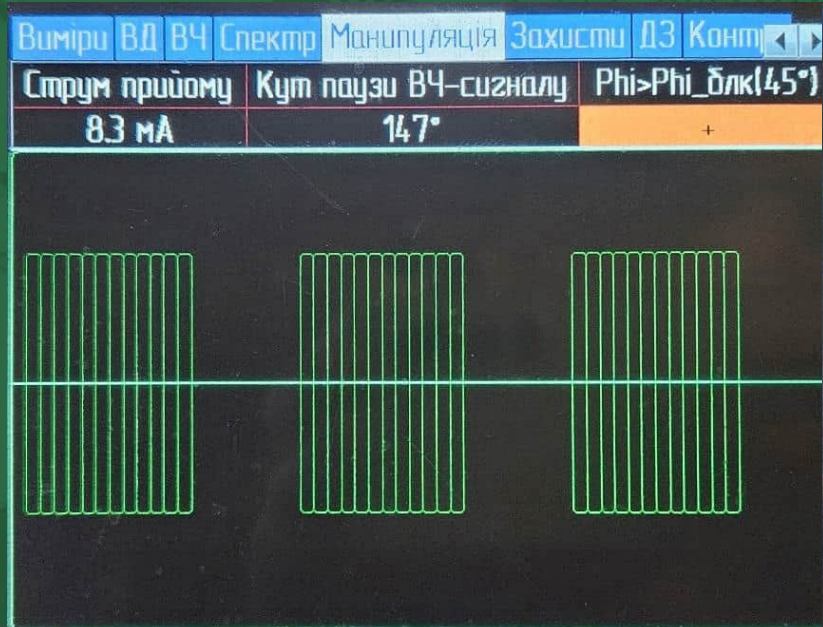 Виміри ВД ВЧ Спектр Маніпуляція Захисти ДЗ Конт
Струм прийому Кут паузи ВЧ-сигналу Phi>Phi_блк(45°)
8.3 мА 147° +